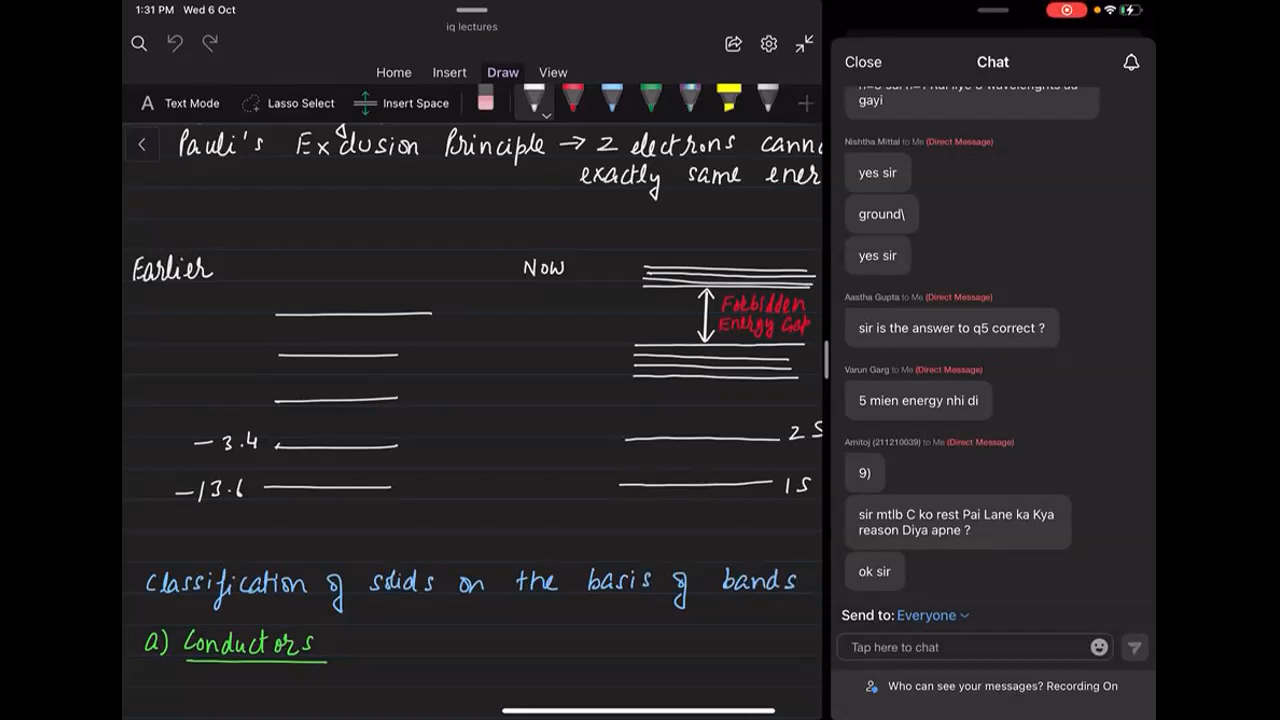 1:31 PM Wed 6 Oct
iq lectures
Home Insert Draw View
Text Mode Lasso Select Insert Space
Pauli's Exclusion Principle → 2 electrons cann
exactly same ener
Earlier
Now
Forbidden
Energy Gap
-3.4
-13.6
2S
1S
Classification of solids on the basis of bands
a) Conductors
Close Chat
gayi
Nishtha Mittal to Me (Direct Message)
yes sir
ground\
yes sir
Aastha Gupta to Me (Direct Message)
sir is the answer to q5 correct ?
Varun Garg to Me (Direct Message)
5 mien energy nhi di
Amitoj (211210039) to Me (Direct Message)
9)
sir mtlb C ko rest Pai Lane ka Kya
reason Diya apne ?
ok sir
Send to: Everyone
Tap here to chat
Who can see your messages? Recording On